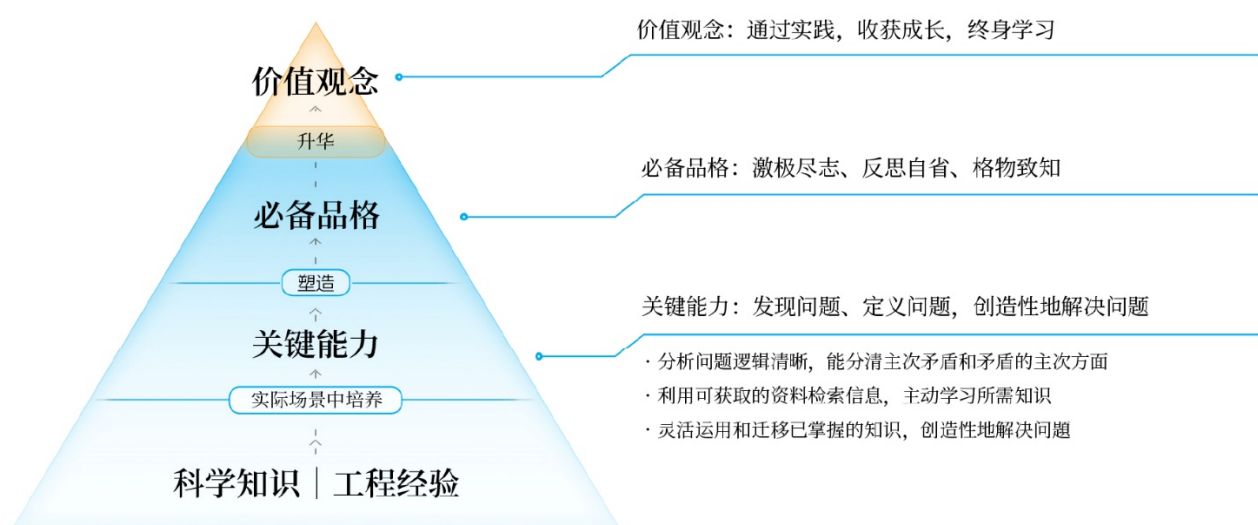 价值观念：通过实践，收获成长，终身学习
价值观念
升华
必备品格：激极尽志、反思自省、格物致知
必备品格
塑造
关键能力：发现问题、定义问题，创造性地解决问题
关键能力
· 分析问题逻辑清晰，能分清主次矛盾和矛盾的主次方面
实际场景中培养
· 利用可获取的资料检索信息，主动学习所需知识
· 灵活运用和迁移已掌握的知识，创造性地解决问题
科学知识｜工程经验